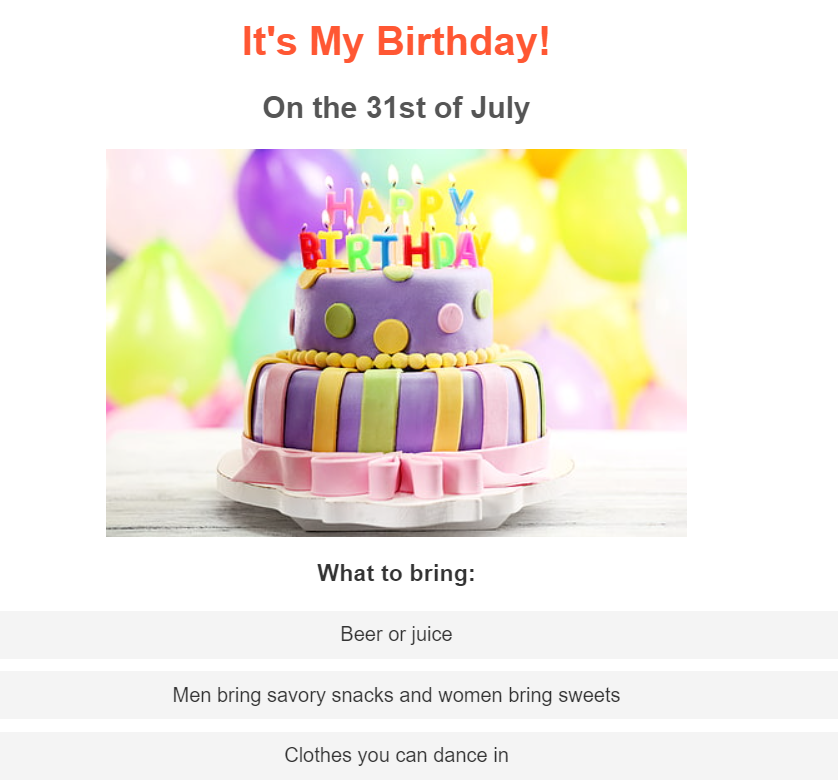 It's My Birthday!
On the 31st of July
HAPPY
BIRTHDAY
What to bring:
Beer or juice
Men bring savory snacks and women bring sweets
Clothes you can dance in